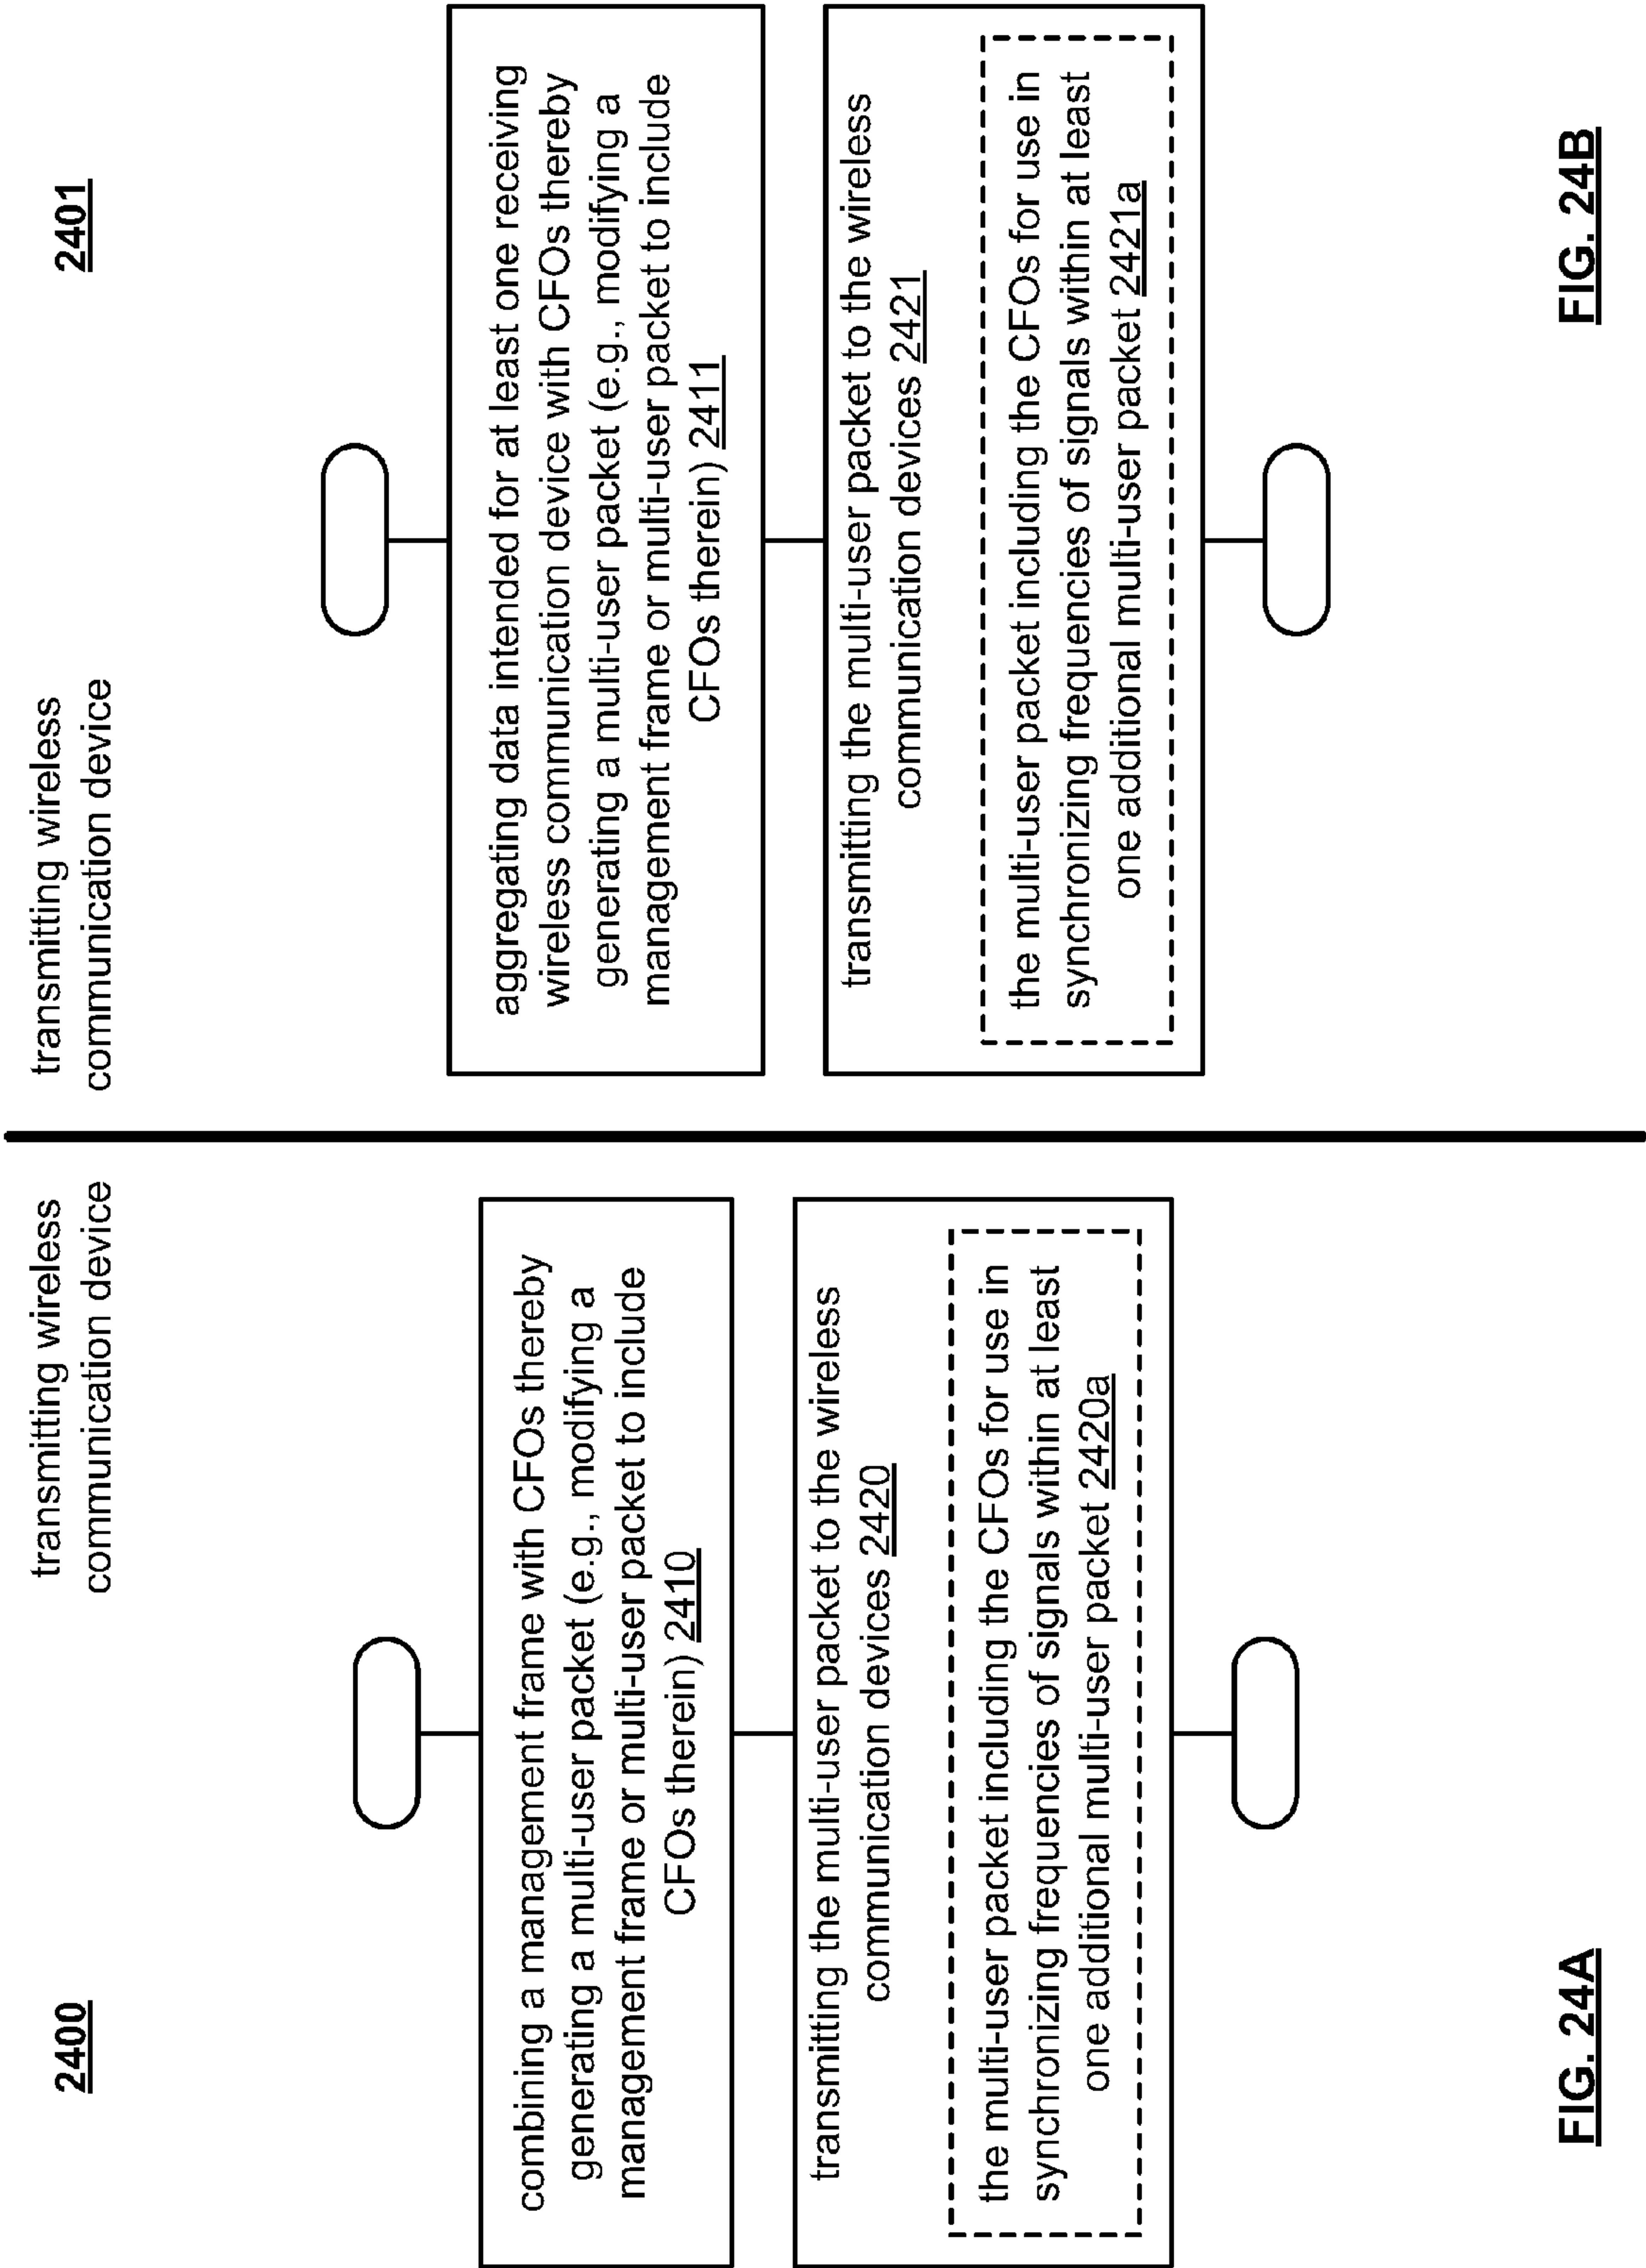 2400
transmitting wireless
communication device
combining a management frame with CFOs thereby
generating a multi-user packet (e.g., modifying a
management frame or multi-user packet to include
CFOs therein) 2410
transmitting the multi-user packet to the wireless
communication devices 2420
the multi-user packet including the CFOs for use in
synchronizing frequencies of signals within at least
one additional multi-user packet 2420a
FIG. 24A
transmitting wireless
communication device
2401
aggregating data intended for at least one receiving
wireless communication device with CFOs thereby
generating a multi-user packet (e.g., modifying a
management frame or multi-user packet to include
CFOs therein) 2411
transmitting the multi-user packet to the wireless
communication devices 2421
the multi-user packet including the CFOs for use in
synchronizing frequencies of signals within at least
one additional multi-user packet 2421a
FIG. 24B